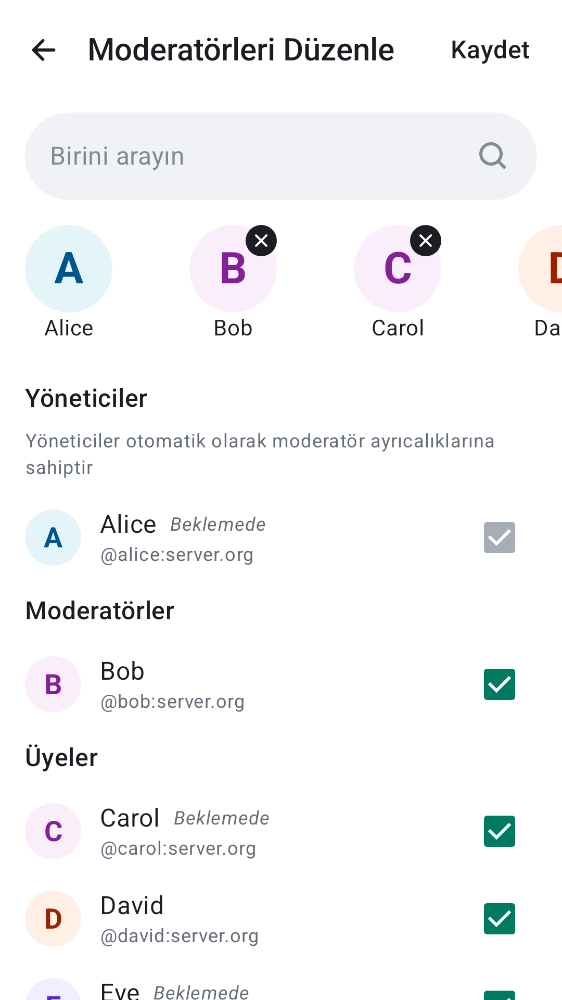 Moderatörleri Düzenle
Kaydet
Birini arayın
A
B
C
D
Alice
Bob
Carol
Da
Yöneticiler
Yöneticiler otomatik olarak moderatör ayrıcalıklarına
sahiptir
A
Alice Beklemede
@alice:server.org
Moderatörler
B
Bob
@bob:server.org
Üyeler
C
Carol Beklemede
@carol:server.org
D
David
@david:server.org
E
Eve Beklemede